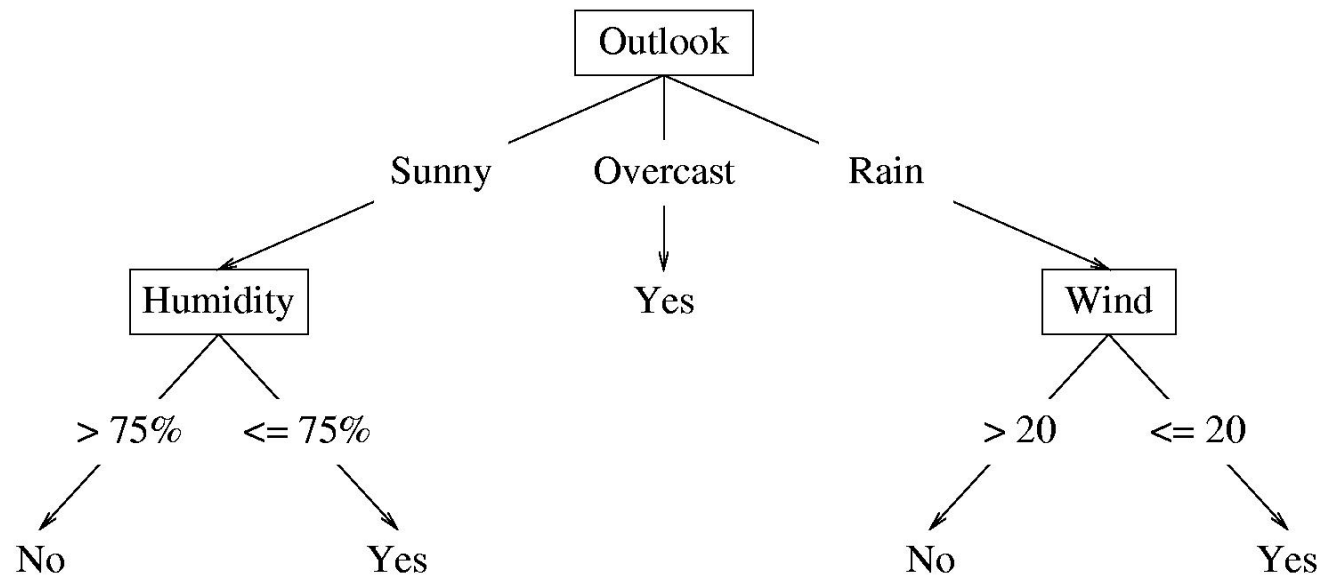 Outlook
Sunny Overcast Rain
Humidity Yes Wind
> 75% <= 75% > 20 <= 20
No Yes No Yes